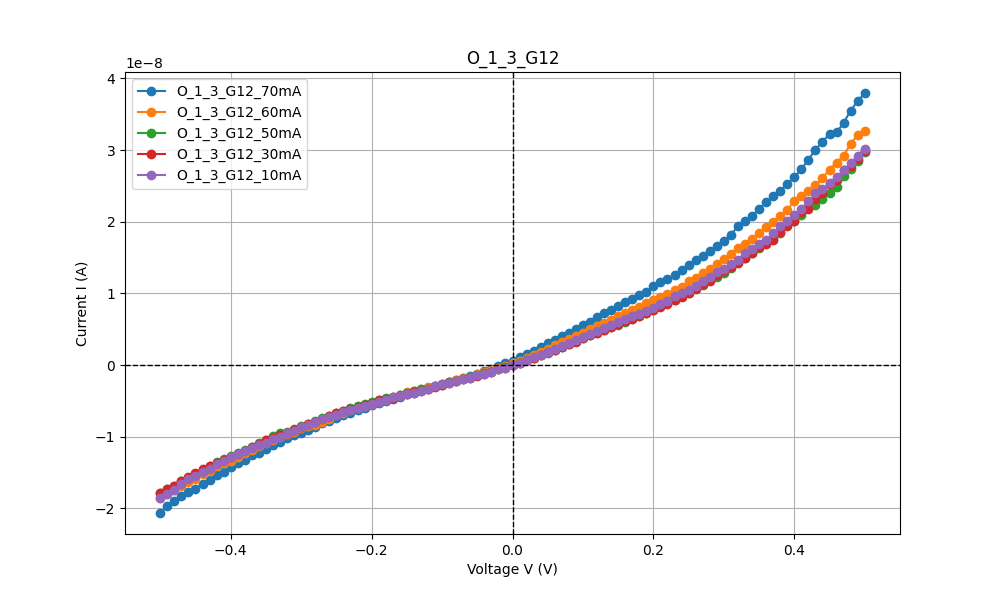 O_1_3_G12
1e−8
O_1_3_G12_70mA
O_1_3_G12_60mA
O_1_3_G12_50mA
O_1_3_G12_30mA
O_1_3_G12_10mA
4
3
2
1
0
−1
−2
Current I (A)
−0.4
−0.2
0.0
0.2
0.4
Voltage V (V)